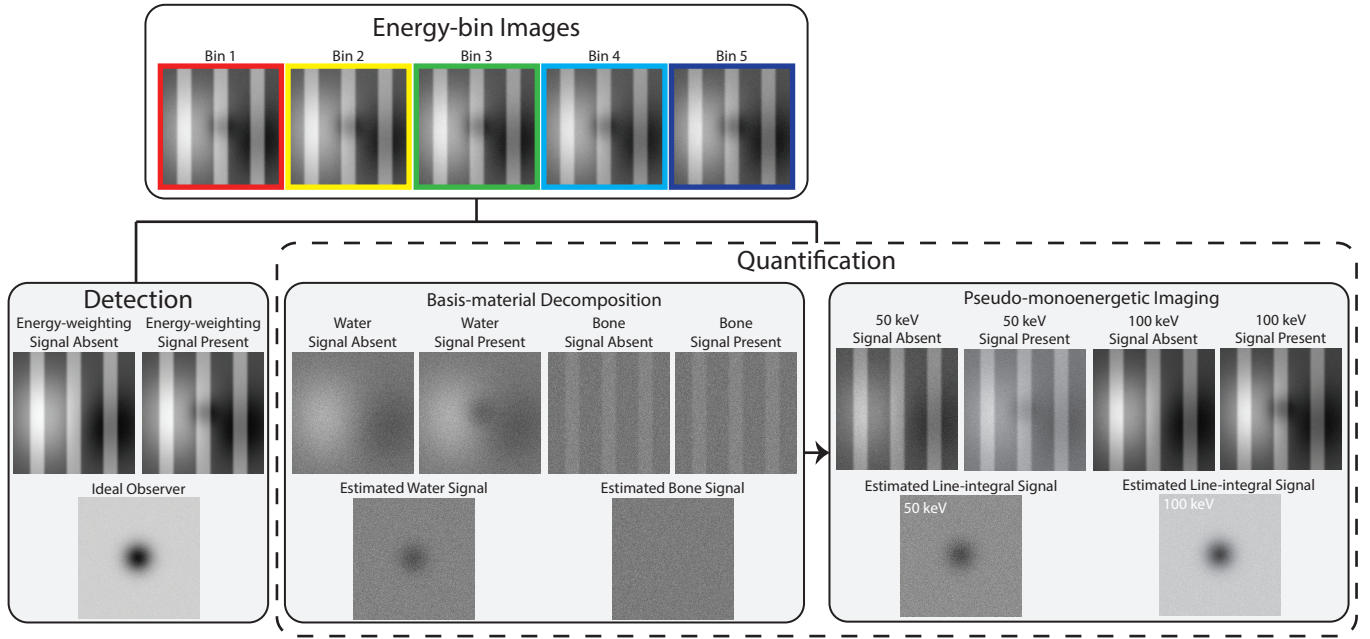 Energy-bin Images
Bin 1
Bin 2
Bin 3
Bin 4
Bin 5
Quantification
Detection
Energy-weighting
Signal Absent
Energy-weighting
Signal Present
Ideal Observer
Basis-material Decomposition
Water
Signal Absent
Water
Signal Present
Bone
Signal Absent
Bone
Signal Present
Estimated Water Signal
Estimated Bone Signal
Pseudo-monoenergetic Imaging
50 keV
Signal Absent
50 keV
Signal Present
100 keV
Signal Absent
100 keV
Signal Present
Estimated Line-integral Signal
50 keV
Estimated Line-integral Signal
100 keV